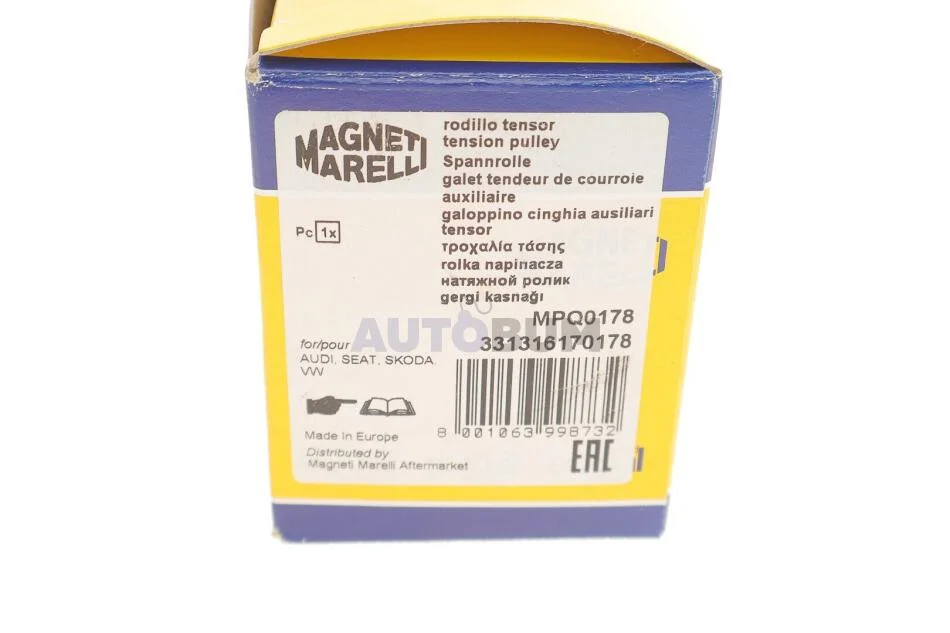 MAGNETI
MARELLI
rodillo tensor
tension pulley
Spannrolle
galet tendeur de courroie
auxiliaire
galoppino cinghia ausiliari
tensor
τροχαλία τάσης
rolka napinacza
натяжной ролик
gergi kasnağı
Pc 1x
MPQ0178
AUTOBUM
331316170178
for/pour
AUDI, SEAT, SKODA,
VW
8 001063 998732
Made In Europe
Distributed by
Magneti Marelli Aftermarket
EAC